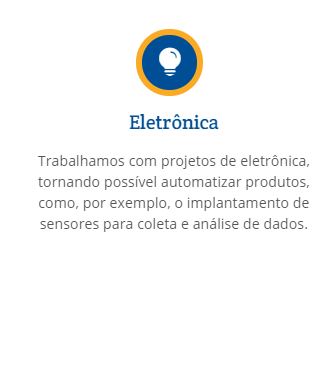 Eletrônica
Trabalhamos com projetos de eletrônica,
tornando possível automatizar produtos,
como, por exemplo, o implantamento de
sensores para coleta e análise de dados.